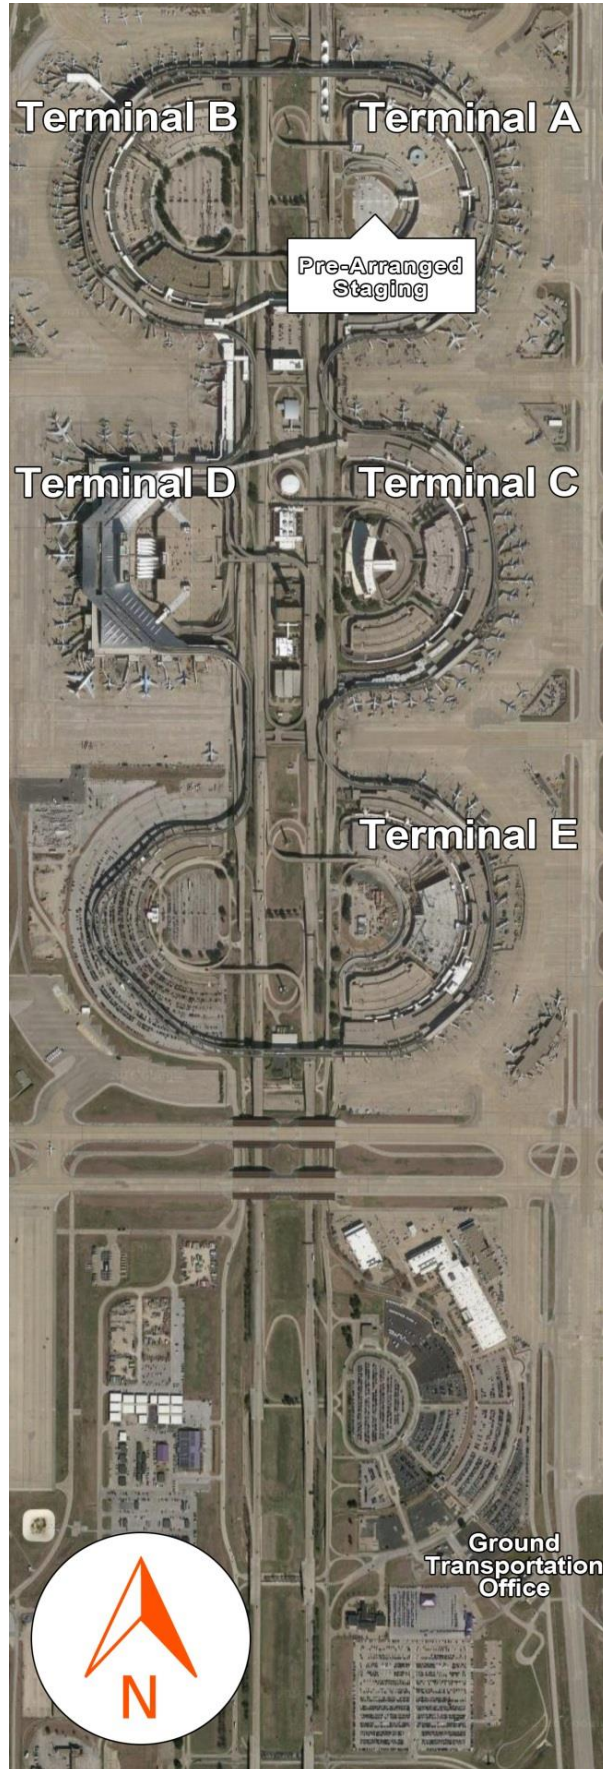 Terminal B
Terminal A
Pre-Arranged
Staging
Terminal D
Terminal C
Terminal E
Ground
Transportation
Office
N